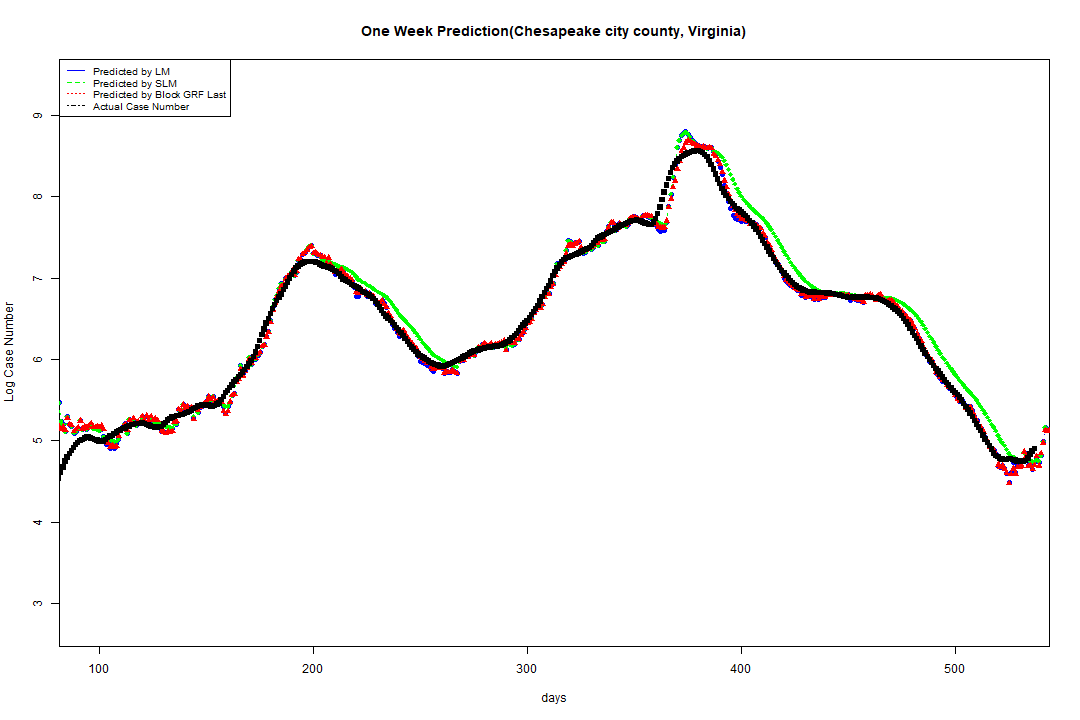 One Week Prediction(Chesapeake city county, Virginia)
Predicted by LM
Predicted by SLM
Predicted by Block GRF Last
Actual Case Number
9
8
7
6
5
4
3
Log Case Number
100 200 300 400 500
days